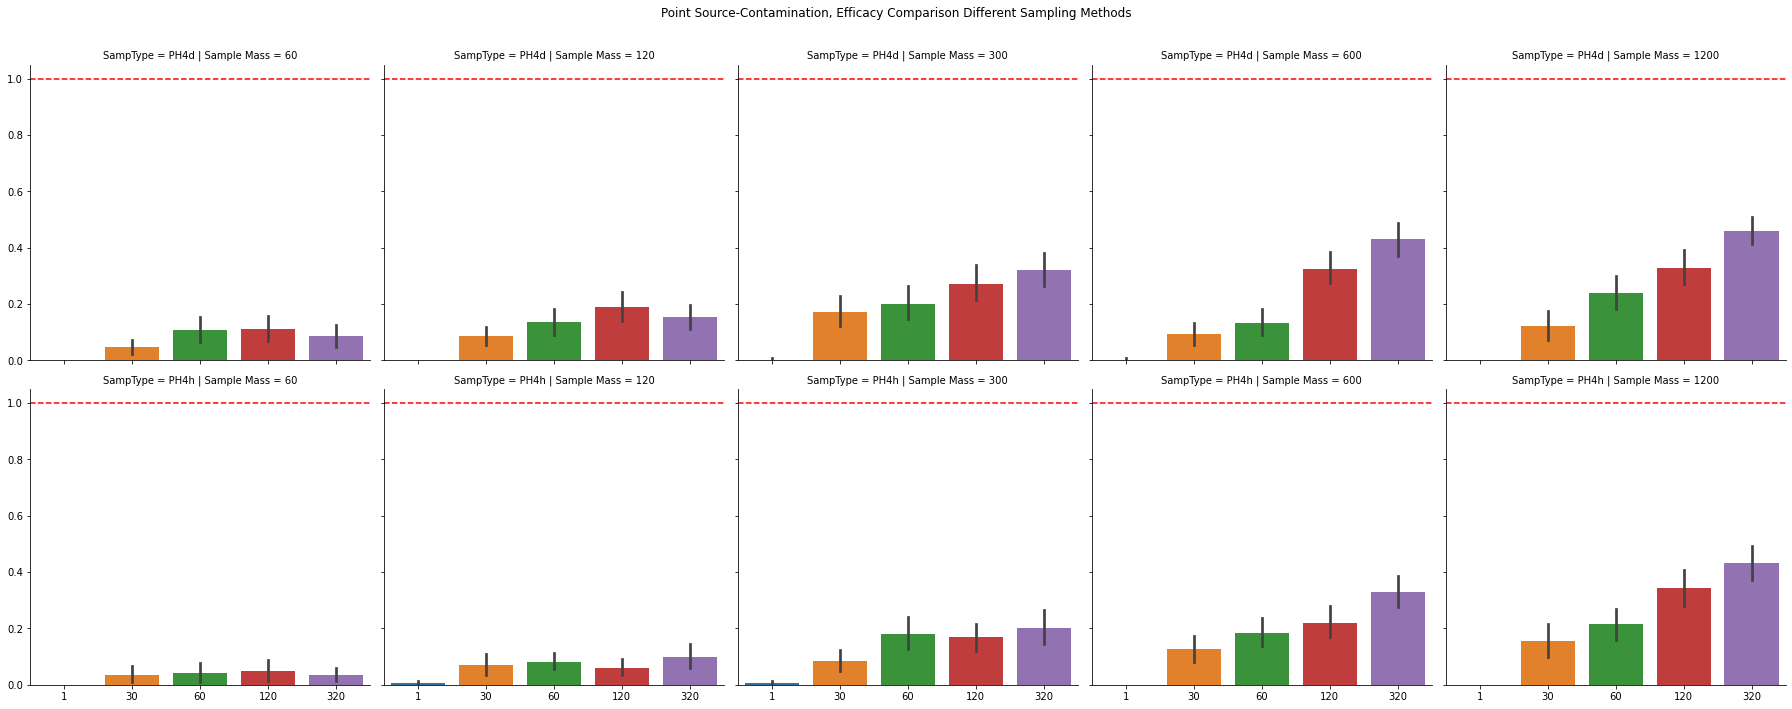 Point Source-Contamination, Efficacy Comparison Different Sampling Methods
SampType = PH4d | Sample Mass = 60
SampType = PH4d | Sample Mass = 120
SampType = PH4d | Sample Mass = 300
SampType = PH4d | Sample Mass = 600
SampType = PH4d | Sample Mass = 1200
1.0
0.8
0.6
0.4
0.2
0.0
SampType = PH4h | Sample Mass = 60
SampType = PH4h | Sample Mass = 120
SampType = PH4h | Sample Mass = 300
SampType = PH4h | Sample Mass = 600
SampType = PH4h | Sample Mass = 1200
1.0
0.8
0.6
0.4
0.2
0.0
1 30 60 120 320
1 30 60 120 320
1 30 60 120 320
1 30 60 120 320
1 30 60 120 320